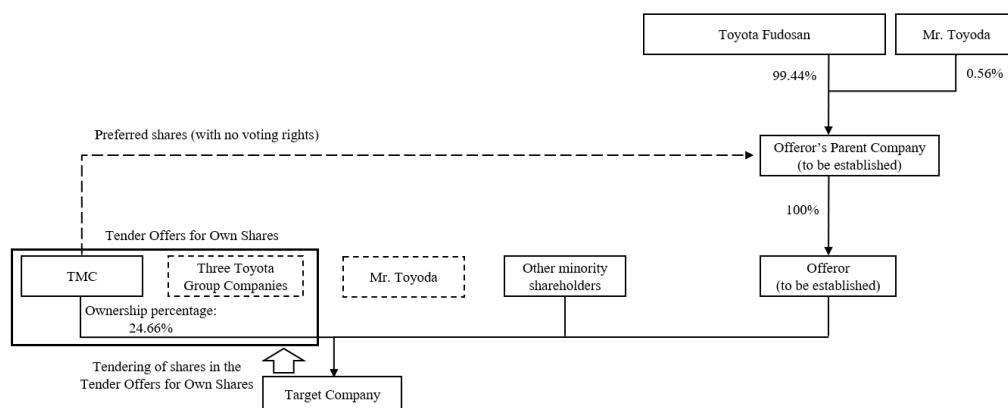 Toyota Fudosan
Mr. Toyoda
99.44%
0.56%
Preferred shares (with no voting rights)
Offeror's Parent Company
(to be established)
100%
Tender Offers for Own Shares
TMC
Three Toyota
Group Companies
Mr. Toyoda
Other minority
shareholders
Offeror
(to be established)
Ownership percentage:
24.66%
Tendering of shares in the
Tender Offers for Own Shares
Target Company